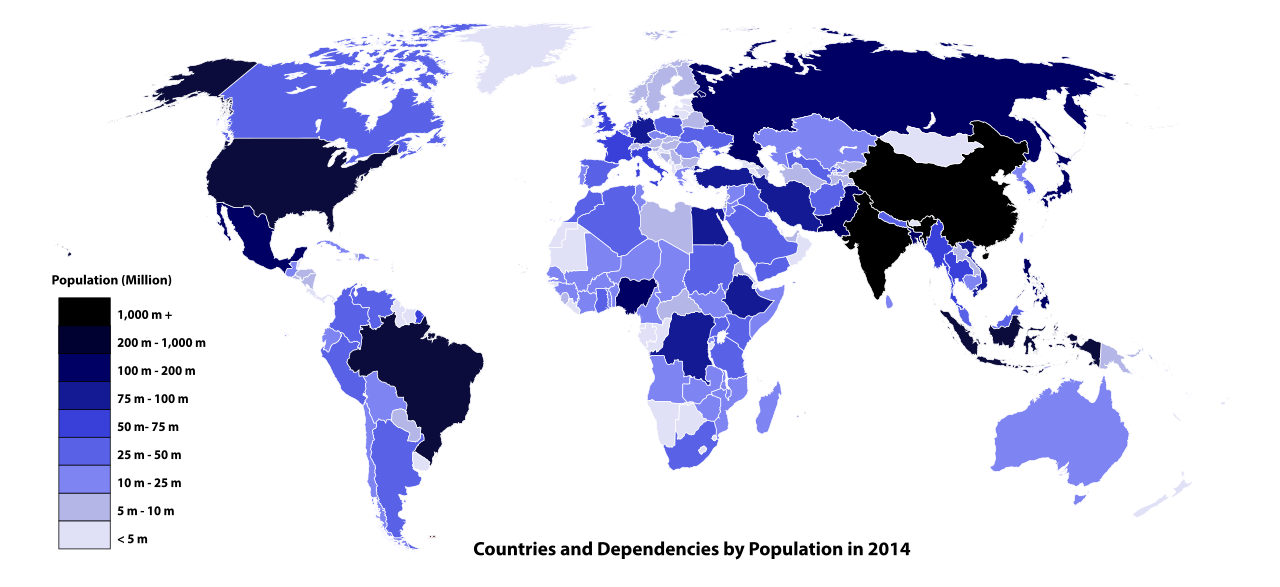 Population (Million)
1,000 m +
200 m - 1,000 m
100 m - 200 m
75 m - 100 m
50 m- 75 m
25 m - 50 m
10 m - 25 m
5 m - 10 m
< 5 m
Countries and Dependencies by Population in 2014